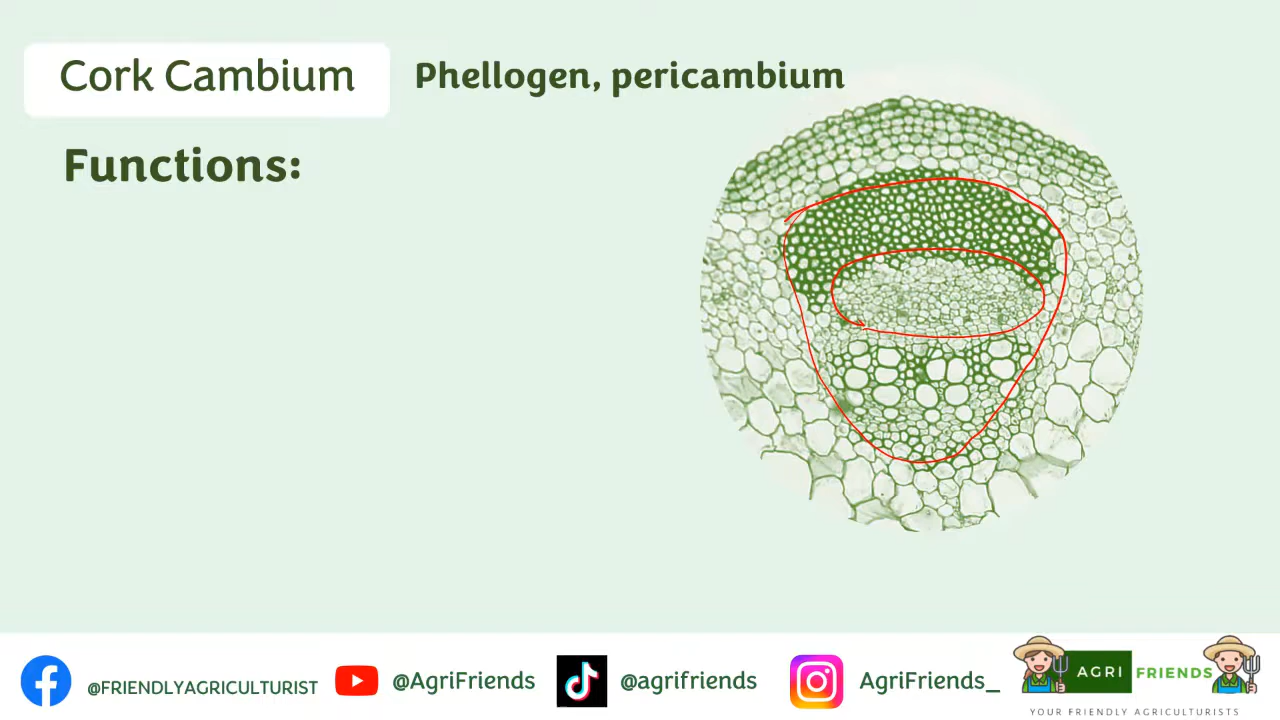 Cork Cambium
Phellogen, pericambium
Functions:
@FRIENDLYAGRICULTURIST
@AgriFriends
@agrifriends
AgriFriends_
AGRI FRIENDS
YOUR FRIENDLY AGRICULTURISTS